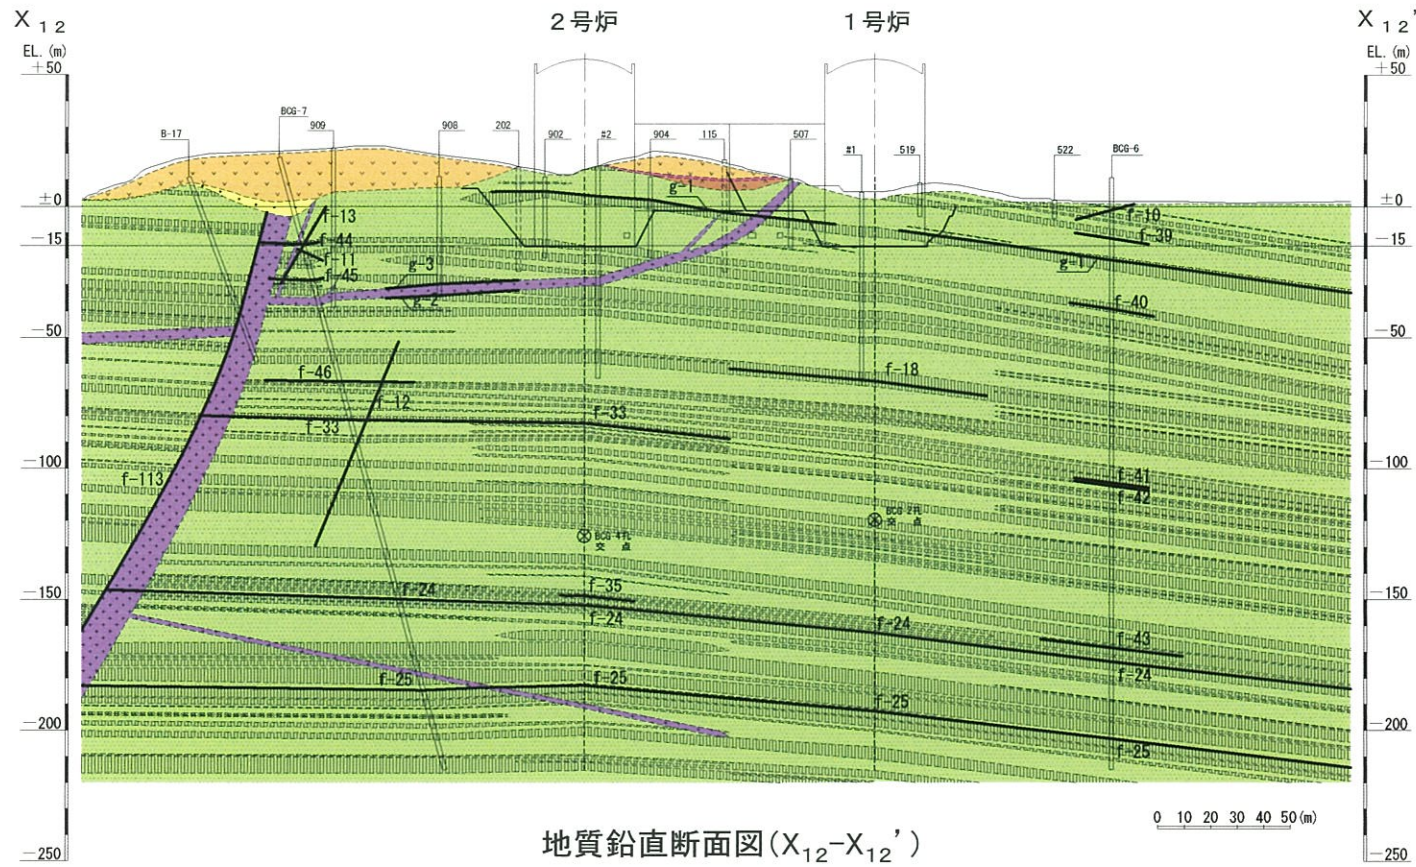 X₁₂
2号炉
1号炉
X₁₂'
EL.(m)
EL.(m)
+50
+50
BCG-7
B-17
909
908
202
902
#2
904
115
507
#1
519
522
BCG-6
±0
±0
g-1
f-13
f-10
-15
f-44
f-39
-15
f-11
g-3
g-1
f-45
g-2
f-40
-50
-50
f-46
f-18
f-12
f-33
f-33
-100
-100
f-113
f-41
f-42
BCG-2孔
交 点
BCG-4孔
交 点
-150
-150
f-24
f-35
f-24
f-24
f-43
f-24
f-25
f-25
f-25
-200
-200
f-25
0 10 20 30 40 50(m)
地質鉛直断面図(X₁₂-X₁₂')
-250
-250